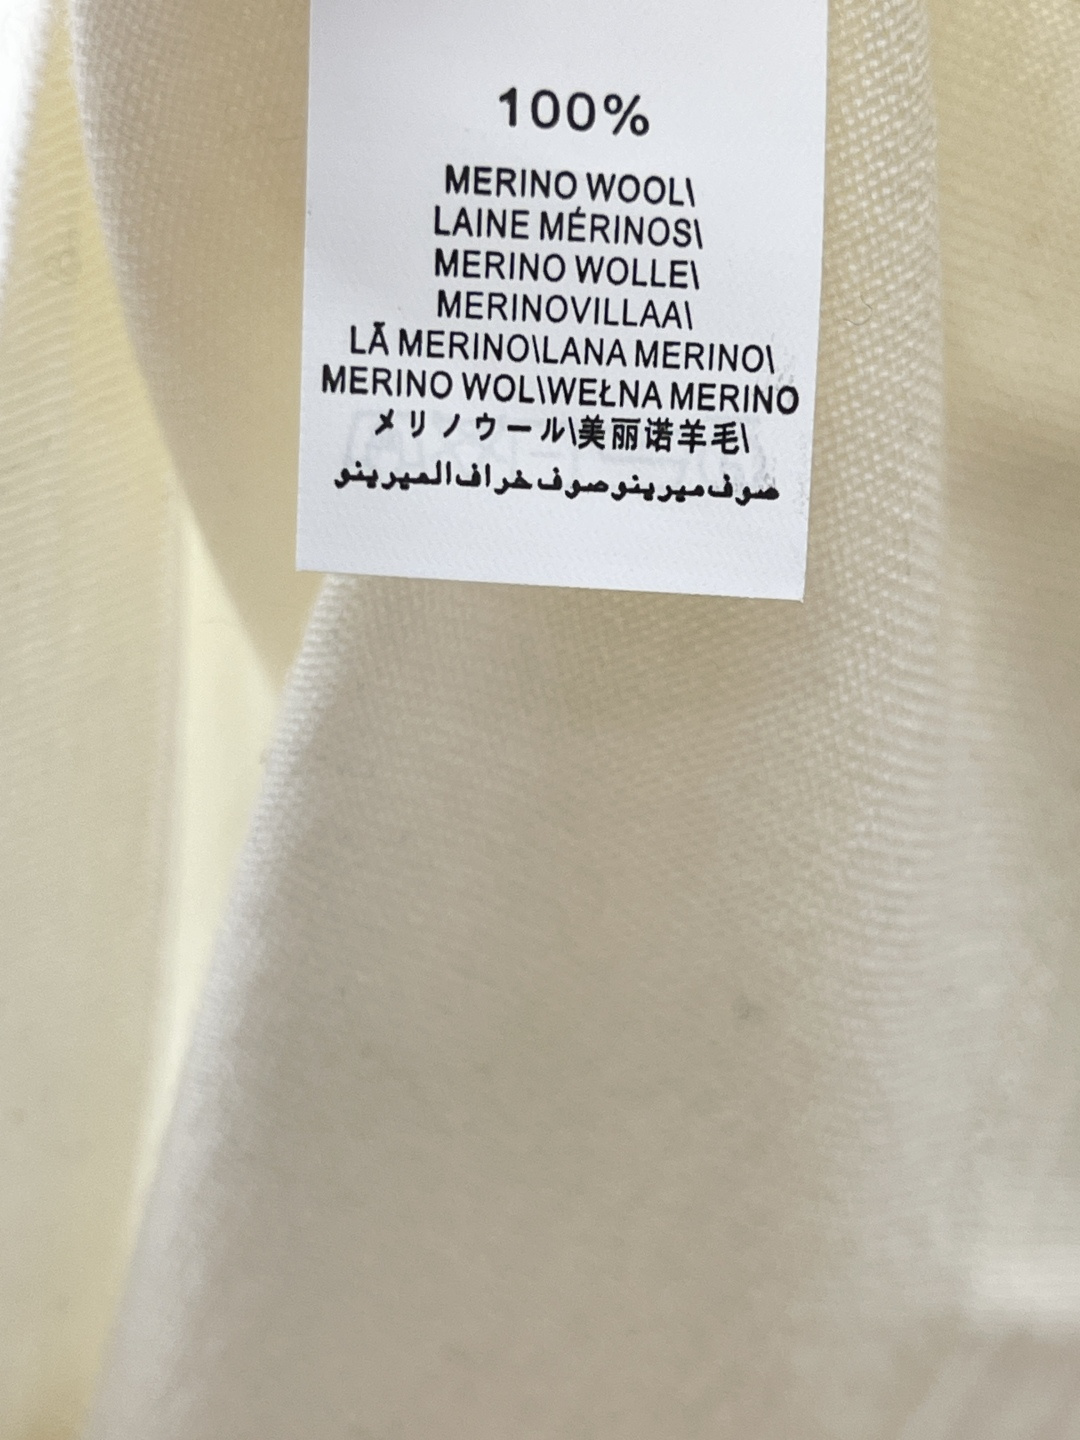 100%
MERINO WOOL\
LAINE MÉRINOS\
MERINO WOLLE\
MERINOVILLAA\
LÃ MERINO\LANA MERINO\
MERINO WOL\WEŁNA MERINO
メリノウール\美丽诺羊毛\
صوف ميرينو صوف خراف الميرينو